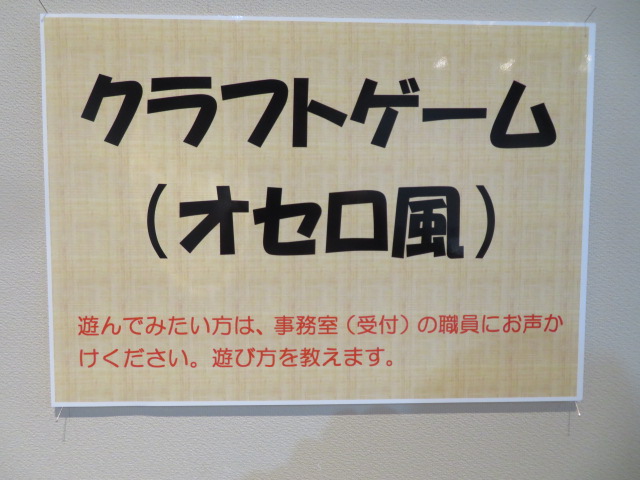 クラフトゲーム
（オセロ風）
遊んでみたい方は、事務室（受付）の職員にお声か
けください。遊び方を教えます。